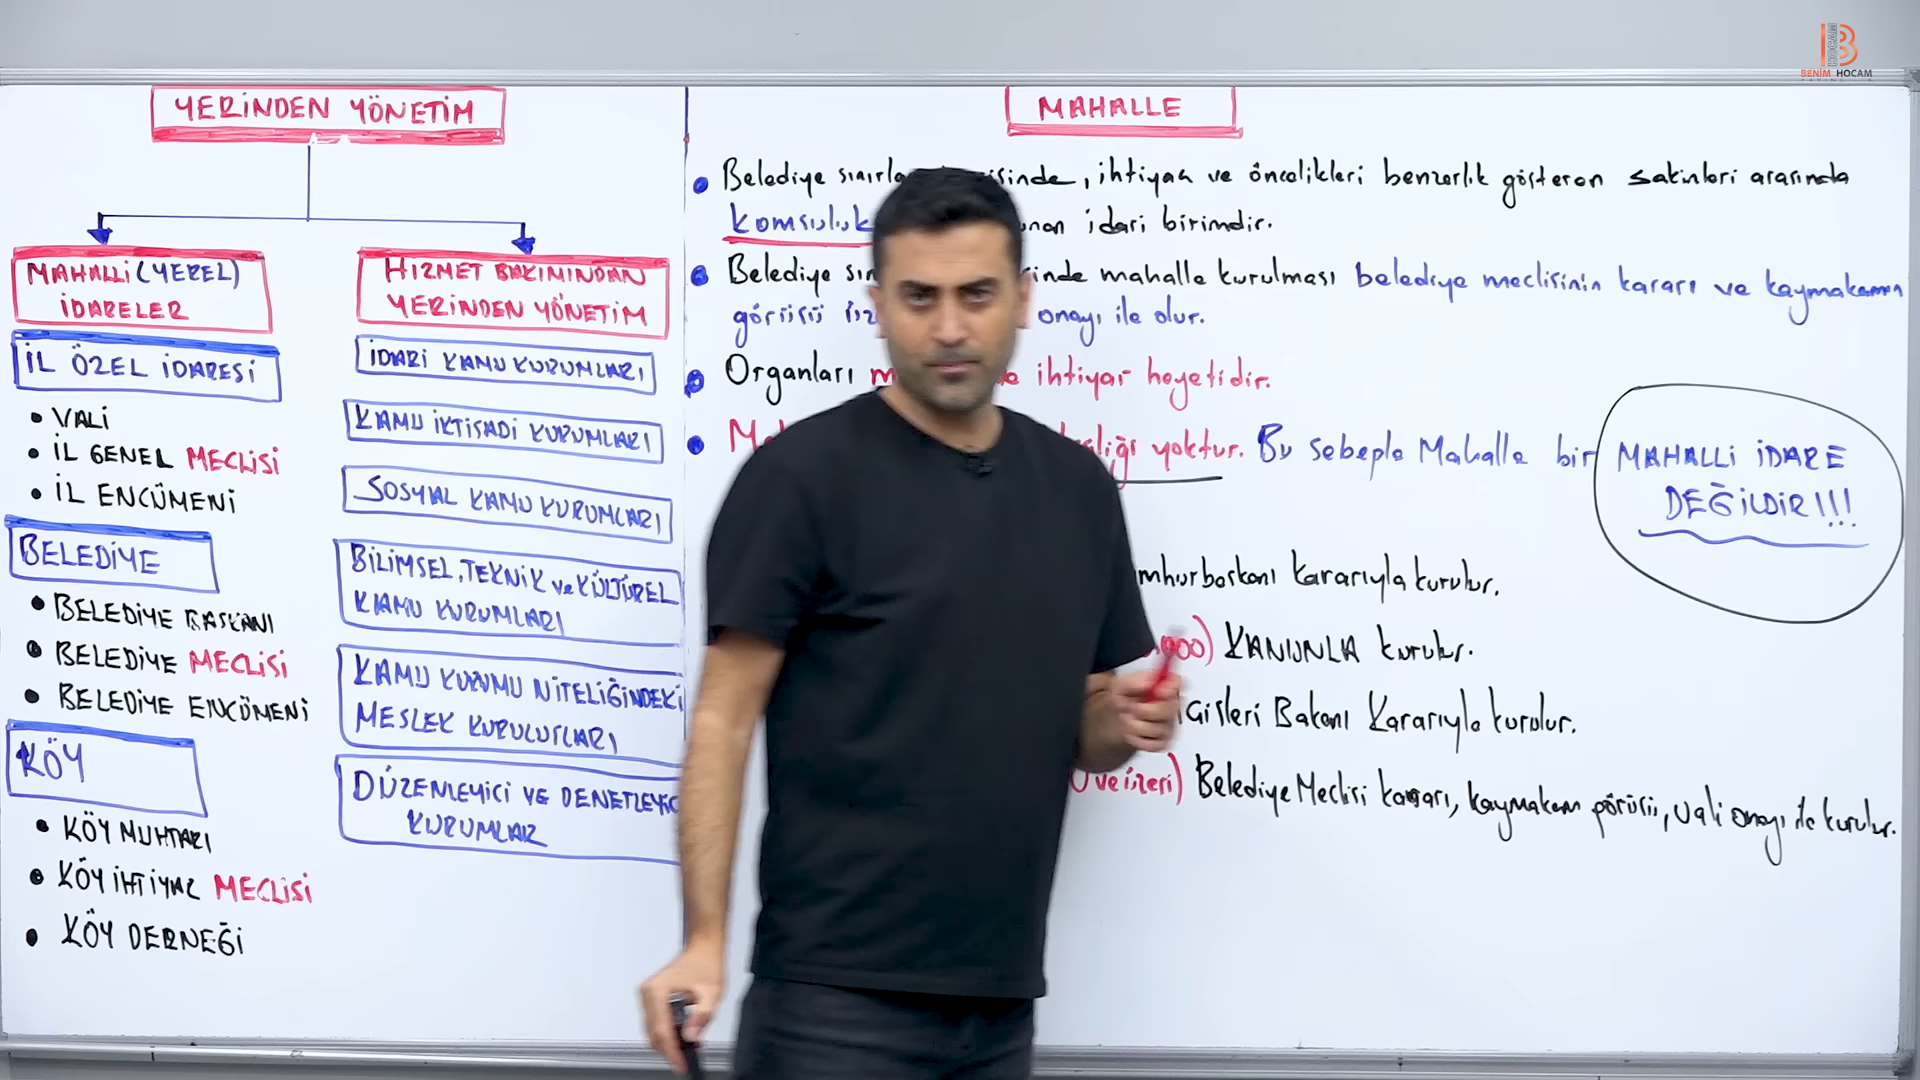 BENİM HOCAM
YERİNDEN YÖNETİM
MAHALLİ (YEREL)
İDARELER
İL ÖZEL İDARESİ
• VALİ
• İL GENEL MECLİSİ
• İL ENCÜMENİ
BELEDİYE
• BELEDİYE BAŞKANI
• BELEDİYE MECLİSİ
• BELEDİYE ENCÜMENİ
KÖY
• KÖY MUHTARI
• KÖY İHTİYAR MECLİSİ
• KÖY DERNEĞİ
HİZMET BAKIMINDAN
YERİNDEN YÖNETİM
İDARİ KAMU KURUMLARI
KAMU İKTİSADİ KURUMLARI
SOSYAL KAMU KURUMLARI
BİLİMSEL, TEKNİK ve KÜLTÜREL
KAMU KURUMLARI
KAMU KURUMU NİTELİĞİNDEKİ
MESLEK KURULUŞLARI
DÜZENLEYİCİ VE DENETLEYİC
KURUMLAR
MAHALLE
• Belediye , ihtiyaç ve öncelikleri benzerlik gösteren sakinleri arasında
komşuluk idari birimdir.
• Belediye mahalle kurulması belediye meclisinin kararı ve kaymakamın
görüşü onayı ile olur.
• Organları ihtiyar heyetidir.
• yoktur. Bu sebeple Mahalle bir MAHALLİ İDARE
DEĞİLDİR!!!
mhurbaşkanı kararıyla kurulur.
000) KANUNLA kurulur.
İçişleri Bakanı Kararıyla kurulur.
ve üzeri) Belediye Meclisi kararı, kaymakam görüşü, vali onayı ile kurulur.